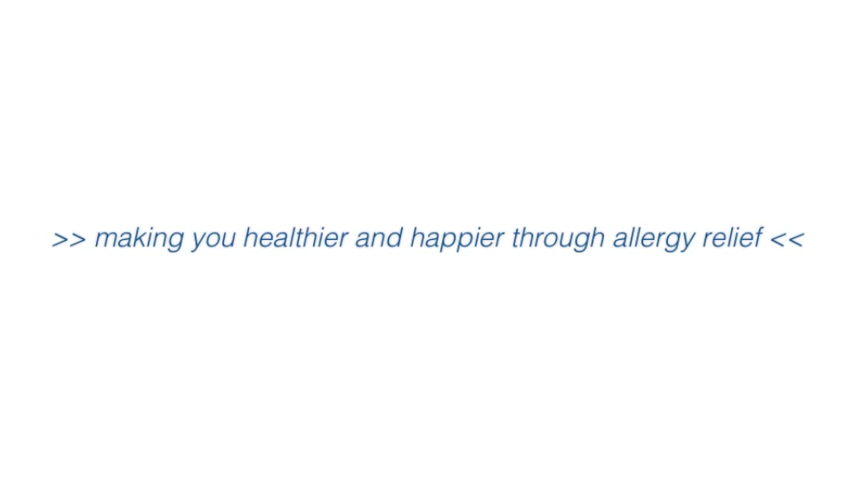 >> making you healthier and happier through allergy relief <<